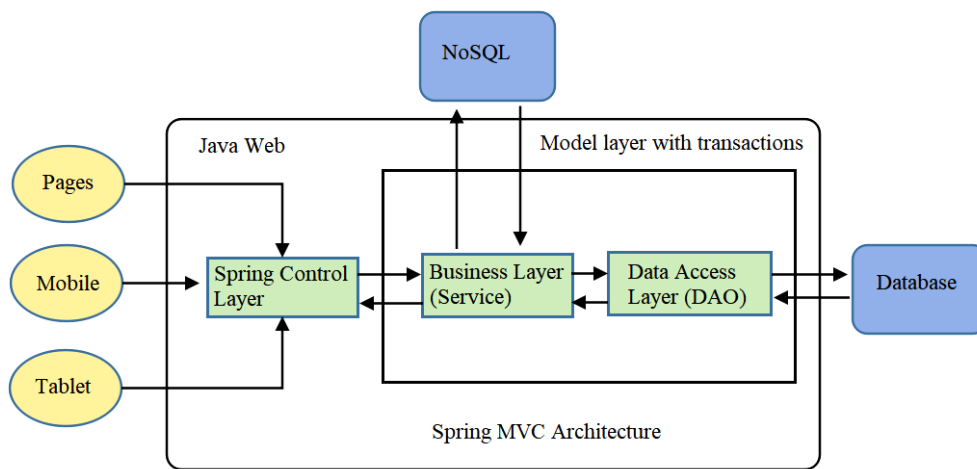 NoSQL
Java Web
Model layer with transactions
Pages
Mobile
Tablet
Spring Control
Layer
Business Layer
(Service)
Data Access
Layer (DAO)
Database
Spring MVC Architecture